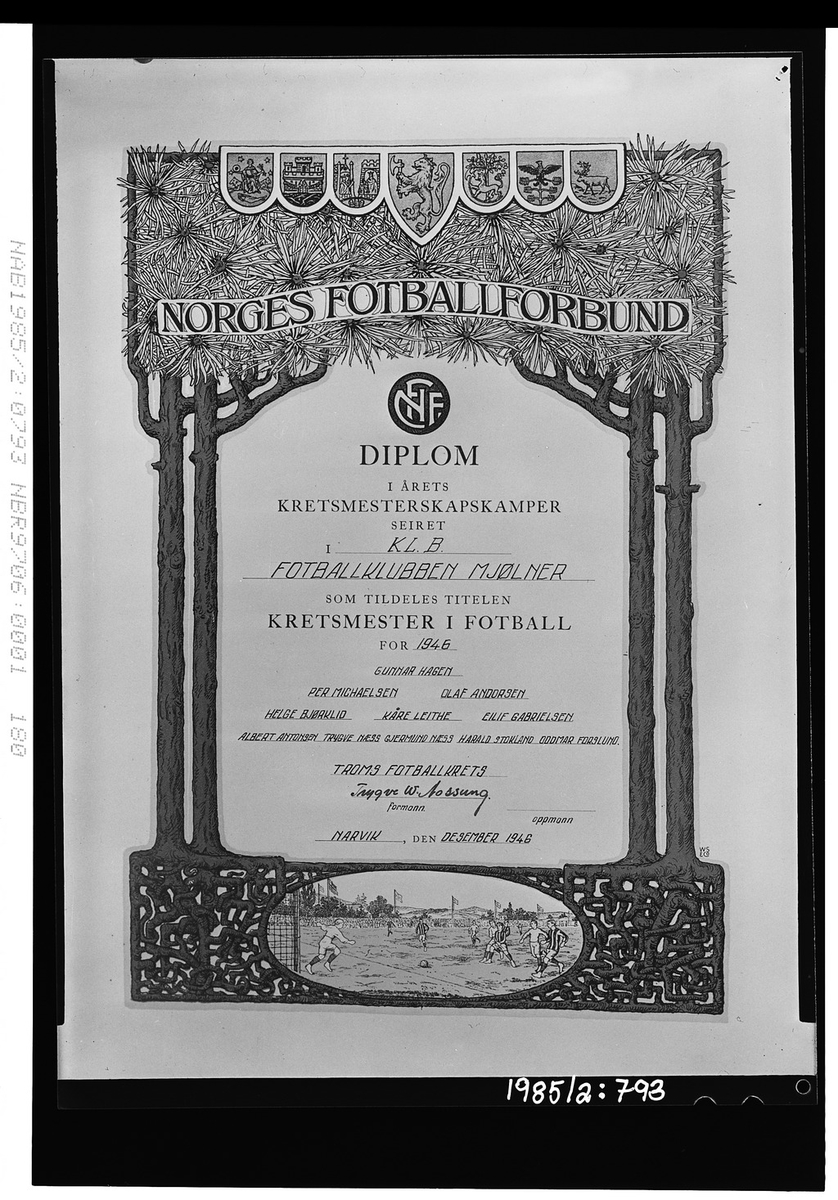 NORGES FOTBALLFORBUND
NFF.
DIPLOM
I ÅRETS
KRETSMESTERSKAPSKAMPER
SEIRET
I KL. B.
FOTBALLKLUBBEN MJØLNER
SOM TILDELES TITELEN
KRETSMESTER I FOTBALL
FOR 1946
GUNNAR HAGEN
PER MICHAELSEN OLAF ANDORSEN
HELGE BJØRKLID KÅRE LEITHE EILIF GABRIELSEN.
ALBERT ANTONSEN TRYGVE NÆSS GJERMUND NÆSS HARALD STOKLAND ODDMAR FORSLUND.
TROMS FOTBALLKRETS
Trygve W.
formann.
oppmann
NARVIK, DEN DESEMBER 1946
1985/2:793
NAB1985/2:0793 NBR9706:0001 180